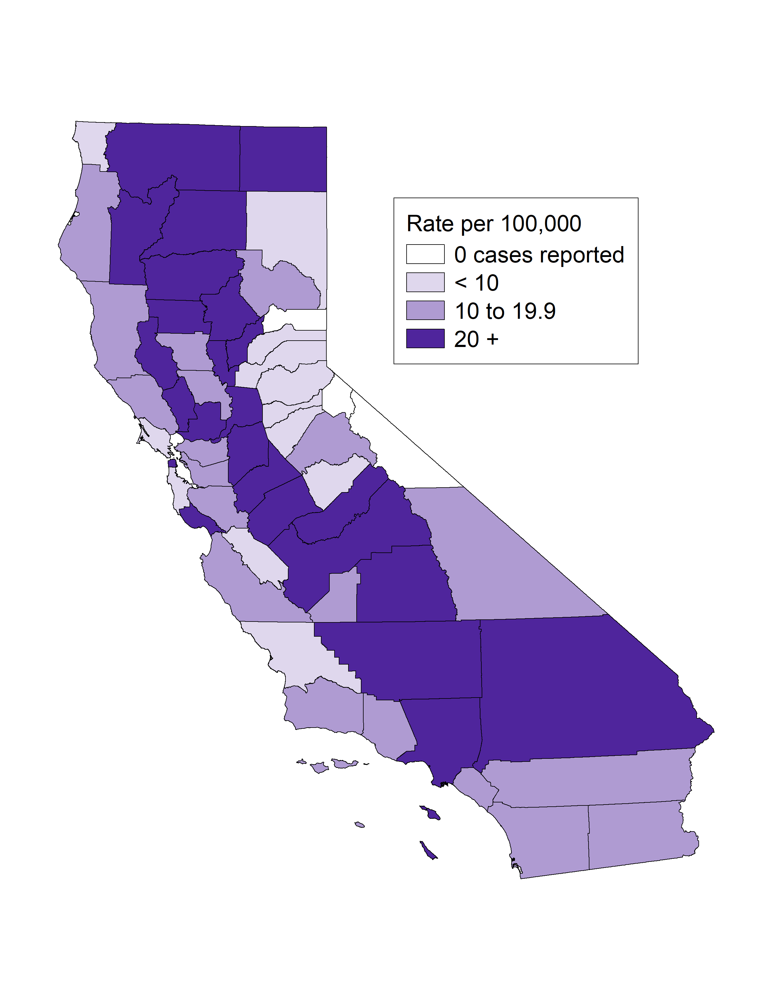 Rate per 100,000
0 cases reported
< 10
10 to 19.9
20 +